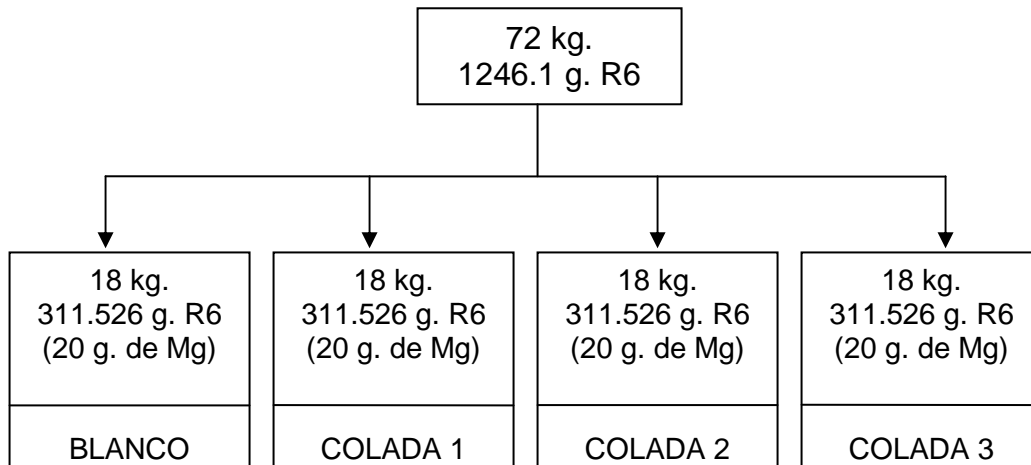 72 kg.
1246.1 g. R6
18 kg.
311.526 g. R6
(20 g. de Mg)
BLANCO
18 kg.
311.526 g. R6
(20 g. de Mg)
COLADA 1
18 kg.
311.526 g. R6
(20 g. de Mg)
COLADA 2
18 kg.
311.526 g. R6
(20 g. de Mg)
COLADA 3